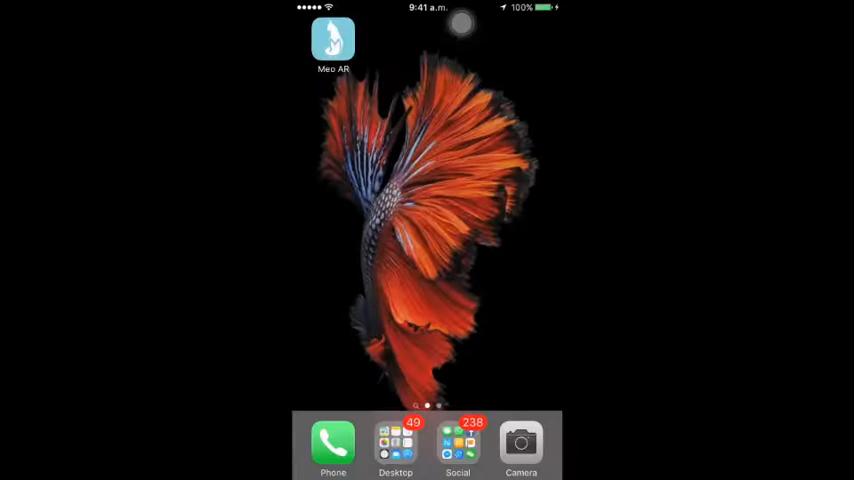 9:41 a.m.
100%
Meo AR
49
238
Phone
Desktop
Social
Camera